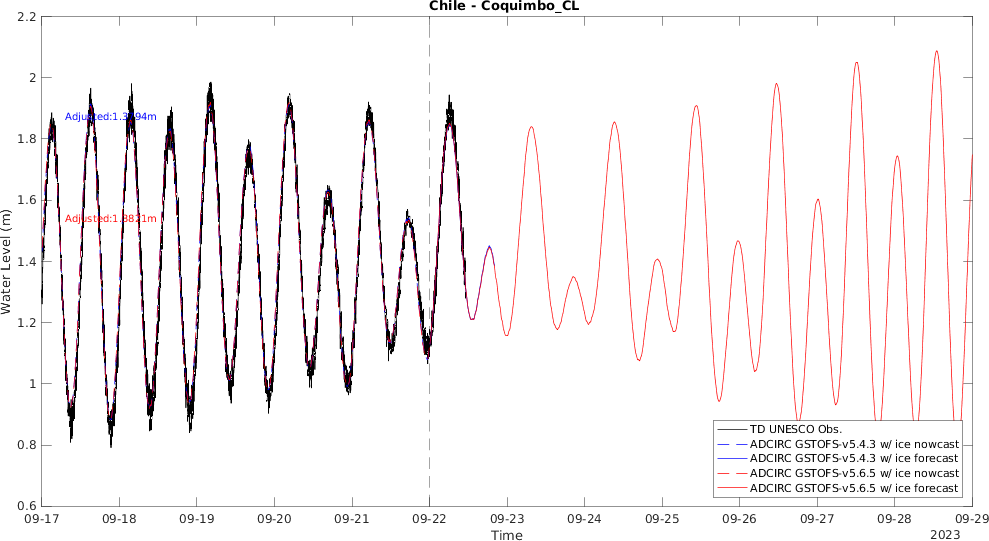 Chile - Coquimbo_CL
Water Level (m)
2.2
2
1.8
1.6
1.4
1.2
1
0.8
0.6
TD UNESCO Obs.
ADCIRC GSTOFS-v5.4.3 w/ ice nowcast
ADCIRC GSTOFS-v5.4.3 w/ ice forecast
ADCIRC GSTOFS-v5.6.5 w/ ice nowcast
ADCIRC GSTOFS-v5.6.5 w/ ice forecast
09-17 09-18 09-19 09-20 09-21 09-22 09-23 09-24 09-25 09-26 09-27 09-28 09-29
Time
2023